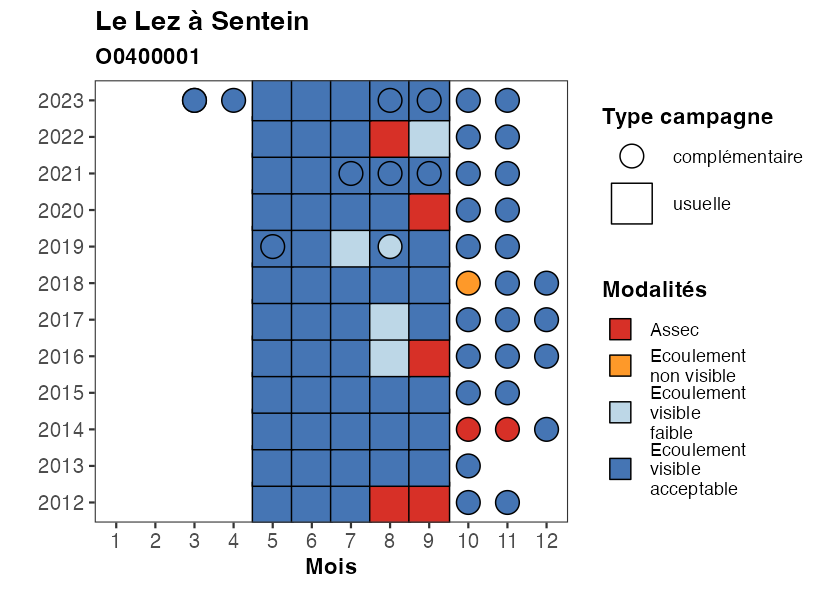 Le Lez à Sentein
O0400001
2023
2022
2021
2020
2019
2018
2017
2016
2015
2014
2013
2012
1 2 3 4 5 6 7 8 9 10 11 12
Mois
Type campagne
complémentaire
usuelle
Modalités
Assec
Ecoulement
non visible
Ecoulement
visible
faible
Ecoulement
visible
acceptable